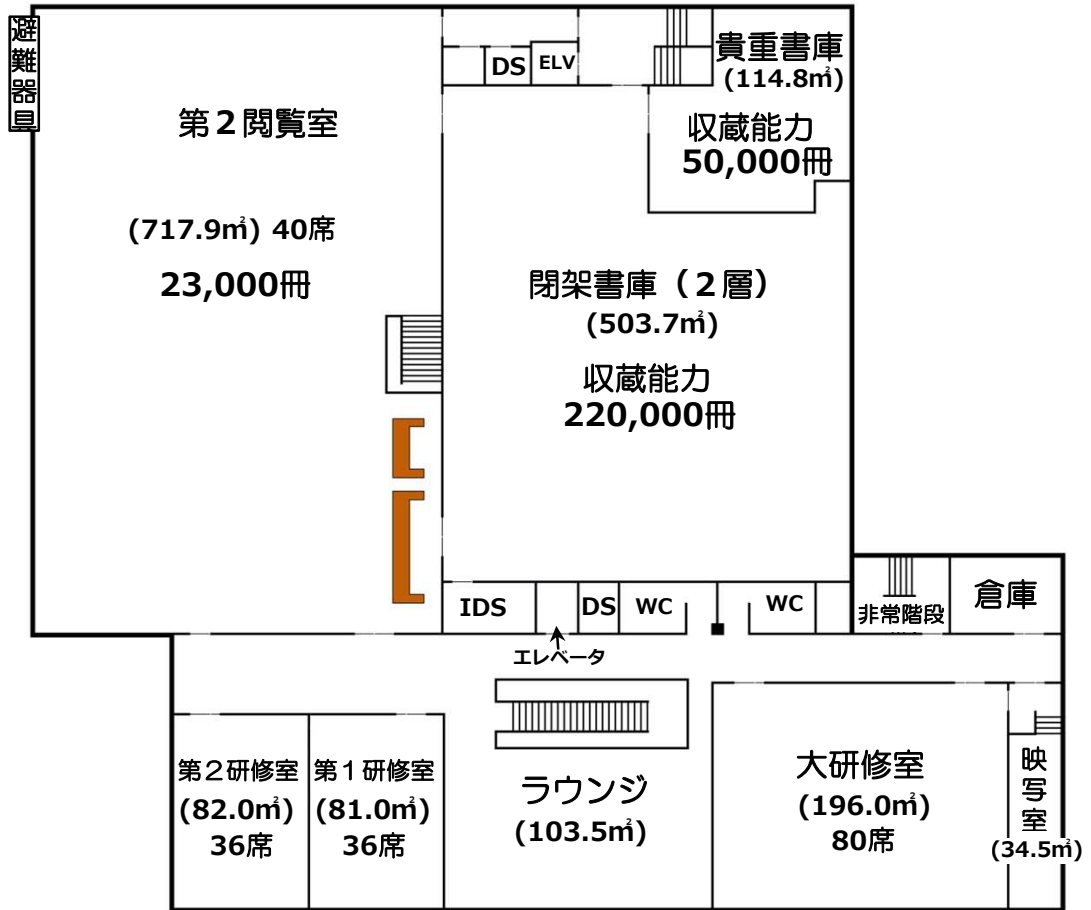 避難器具
DS
ELV
貴重書庫
(114.8㎡)
収蔵能力
50,000冊
第２閲覧室
(717.9㎡) 40席
23,000冊
閉架書庫（２層）
(503.7㎡)
収蔵能力
220,000冊
IDS
DS
WC
WC
非常階段
倉庫
エレベータ
第２研修室
(82.0㎡)
36席
第１研修室
(81.0㎡)
36席
ラウンジ
(103.5㎡)
大研修室
(196.0㎡)
80席
映写室
(34.5㎡)